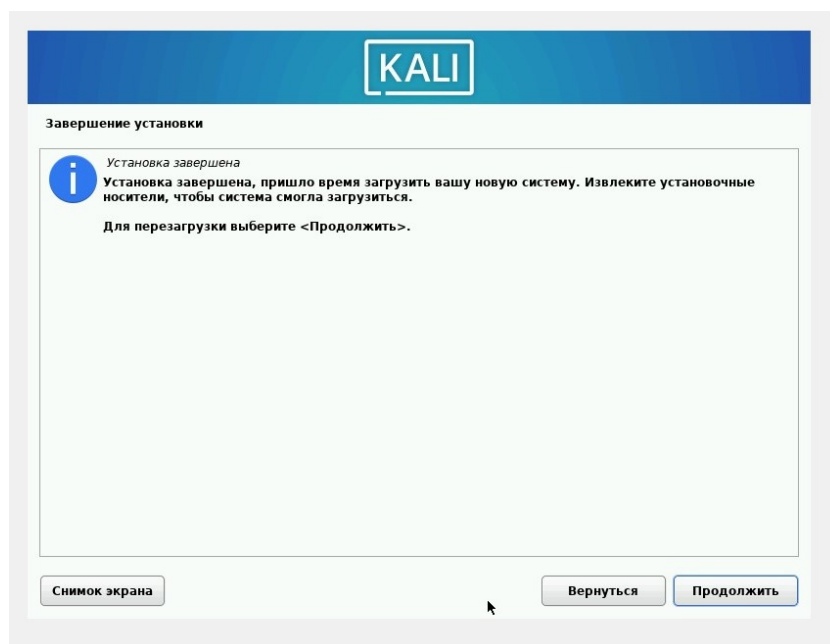 KALI
Завершение установки
Установка завершена
Установка завершена, пришло время загрузить вашу новую систему. Извлеките установочные
носители, чтобы система смогла загрузиться.
Для перезагрузки выберите <Продолжить>.
Снимок экрана
Вернуться
Продолжить